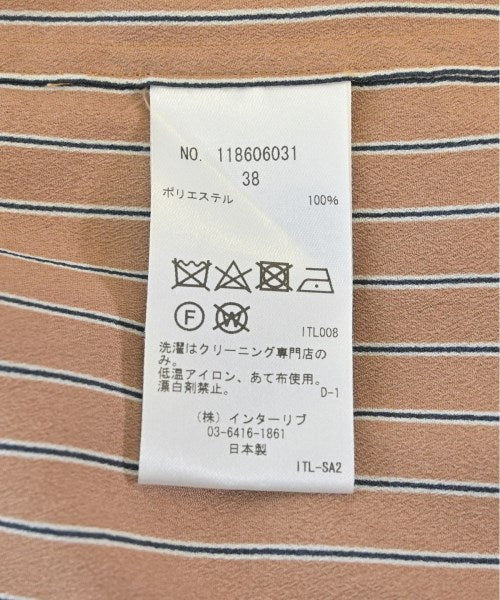 NO. 118606031
38
ポリエステル 100%
F W
ITL008
洗濯はクリーニング専門店の
み。
低温アイロン、あて布使用。
漂白剤禁止。 D-1
(株) インターリブ
03-6416-1861
日本製
ITL-SA2